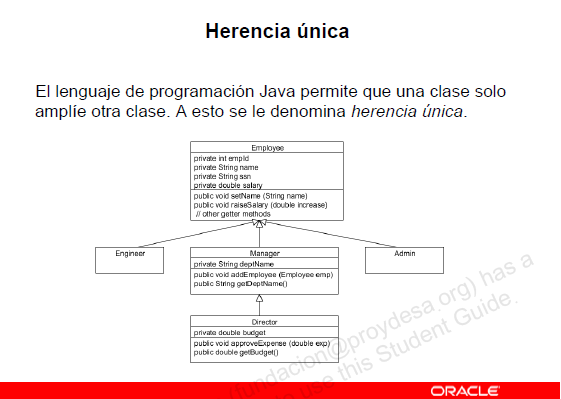 Herencia única
El lenguaje de programación Java permite que una clase solo
amplíe otra clase. A esto se le denomina herencia única.
Employee
private int empId
private String name
private String ssn
private double salary
public void setName (String name)
public void raiseSalary (double increase)
// other getter methods
Engineer
Manager
Admin
private String deptName
public void addEmployee (Employee emp)
public String getDeptName()
Director
private double budget
public void approveExpense (double exp)
public double getBudget()
(fundacion@proydesa.org) has a
use this Student Guide.
ORACLE